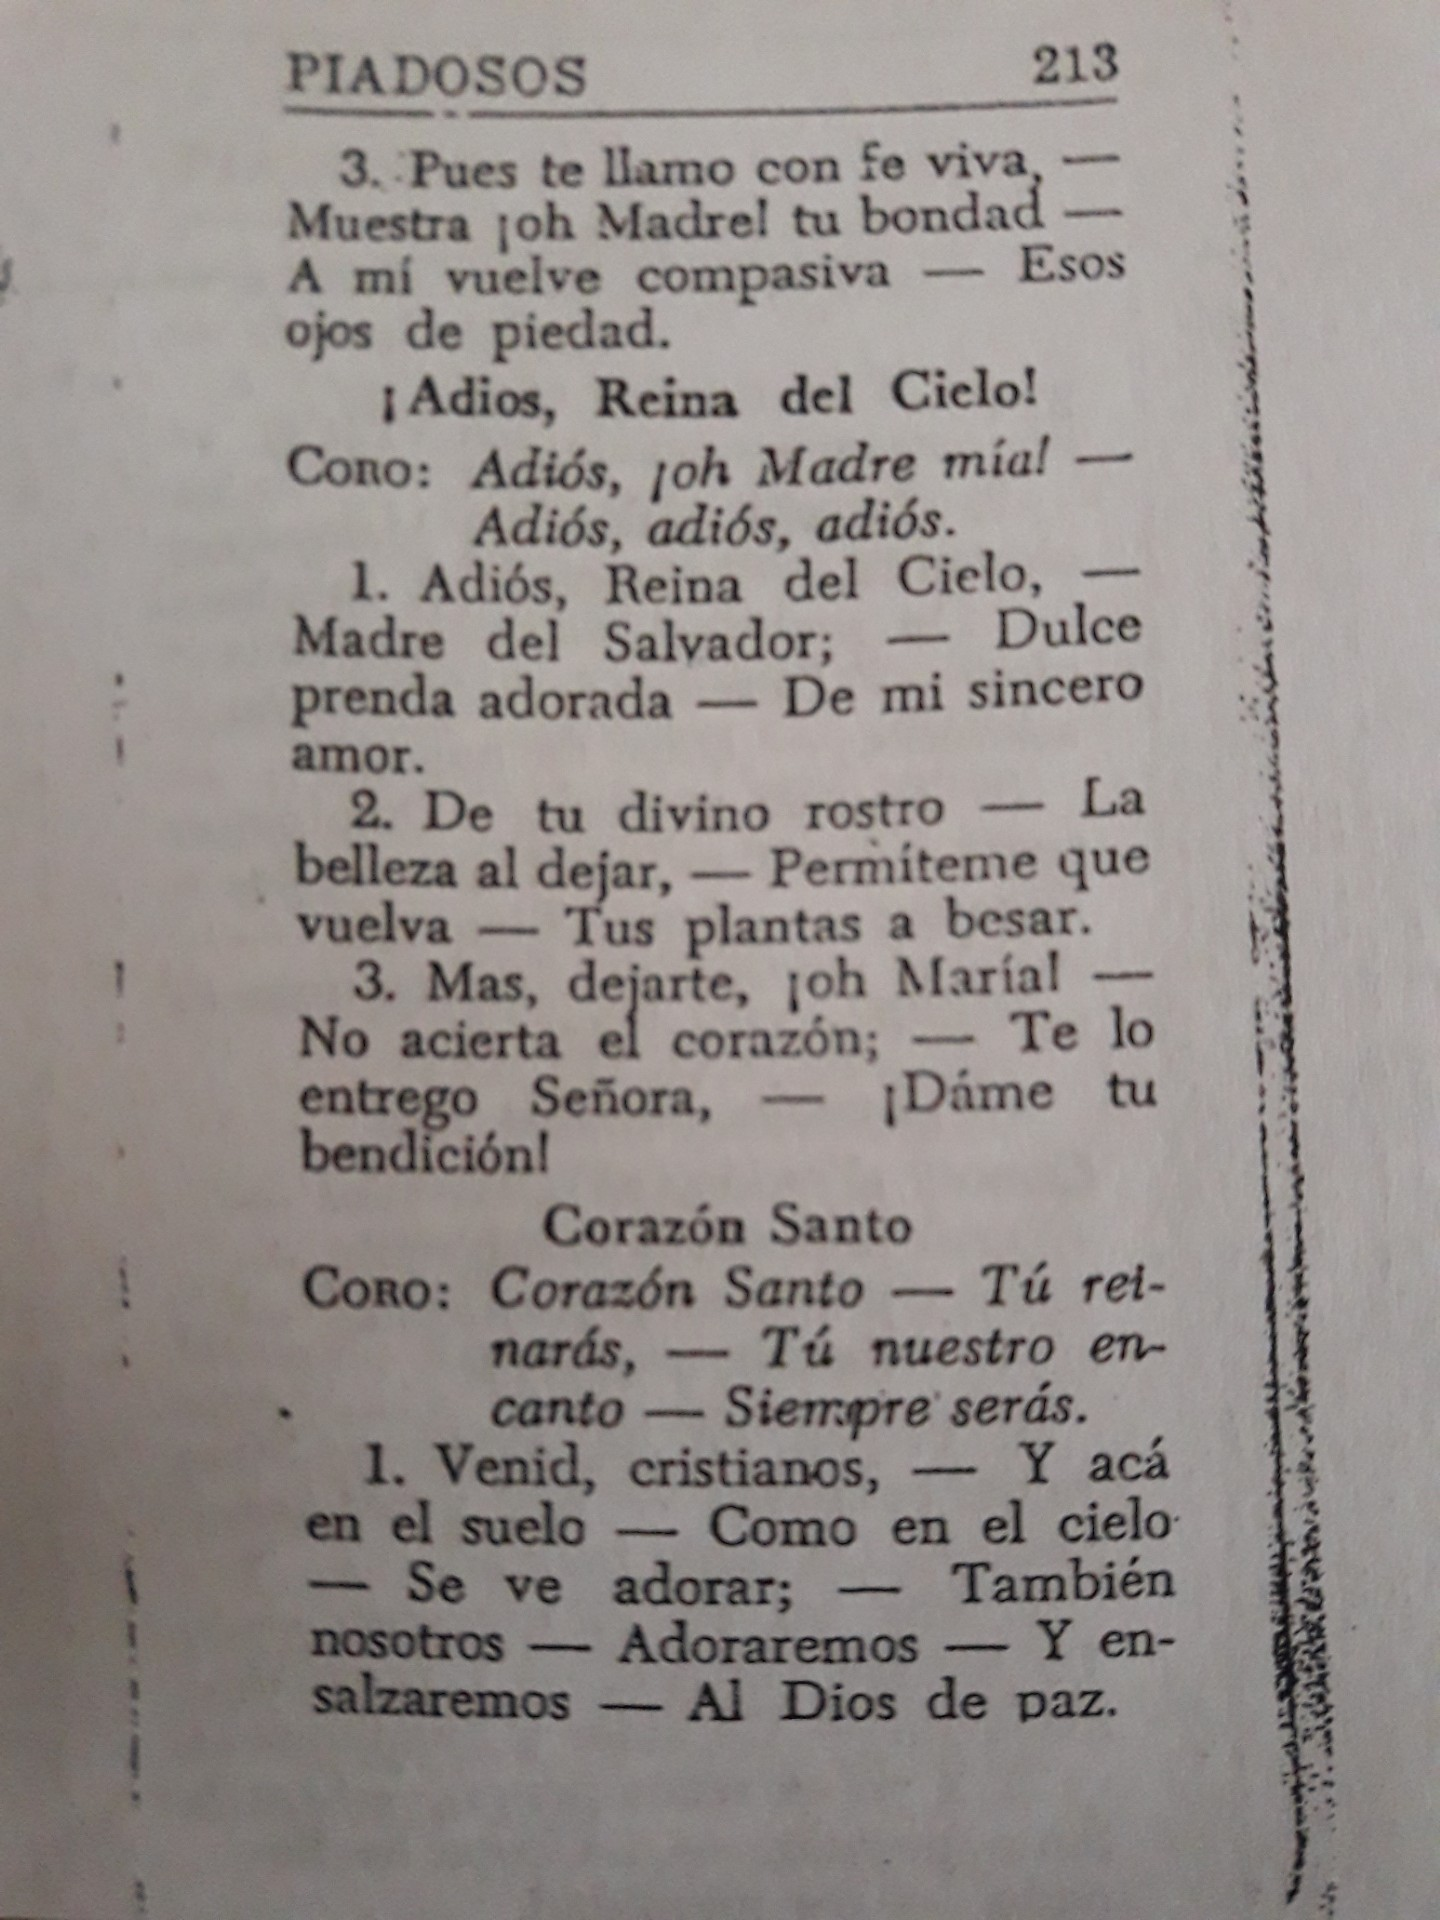 PIADOSOS 213
3. Pues te llamo con fe viva, —
Muestra ¡oh Madre! tu bondad —
A mí vuelve compasiva — Esos
ojos de piedad.
¡Adios, Reina del Cielo!
CORO: Adiós, ¡oh Madre mía! —
Adiós, adiós, adiós.
1. Adiós, Reina del Cielo, —
Madre del Salvador; — Dulce
prenda adorada — De mi sincero
amor.
2. De tu divino rostro — La
belleza al dejar, — Permíteme que
vuelva — Tus plantas a besar.
3. Mas, dejarte, ¡oh María! —
No acierta el corazón; — Te lo
entrego Señora, — ¡Dáme tu
bendición!
Corazón Santo
CORO: Corazón Santo — Tú rei-
narás, — Tú nuestro en-
canto — Siempre serás.
1. Venid, cristianos, — Y acá
en el suelo — Como en el cielo
— Se ve adorar; — También
nosotros — Adoraremos — Y en-
salzaremos — Al Dios de paz.